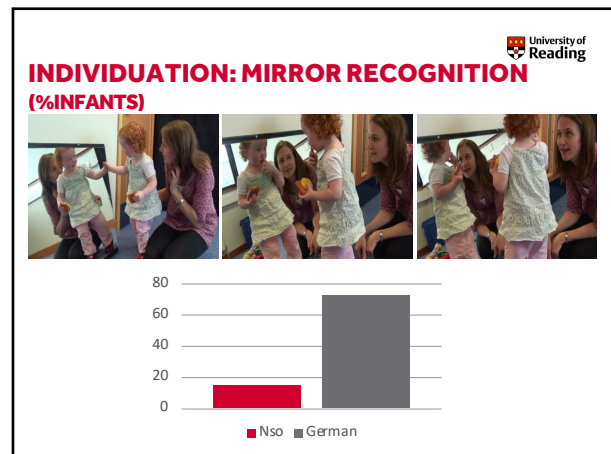 University of
Reading
INDIVIDUATION: MIRROR RECOGNITION
(%INFANTS)
80
60
40
20
0
Nso German